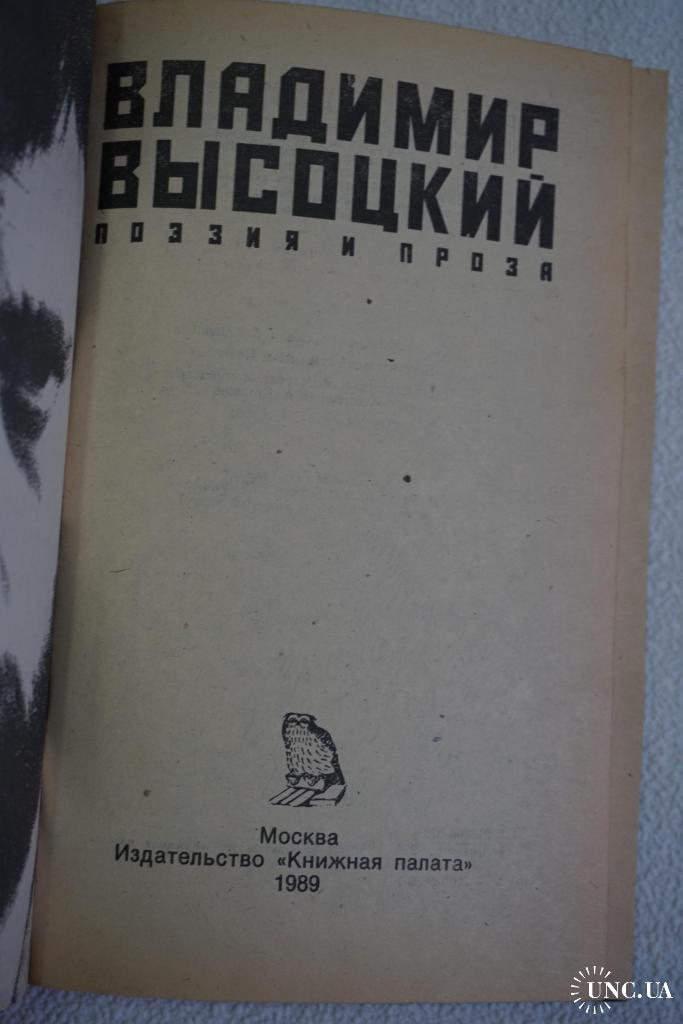 ВЛАДИМИР
ВЫСОЦКИЙ
ПОЭЗИЯ И ПРОЗА
Москва
Издательство «Книжная палата»
1989
UNC.UA